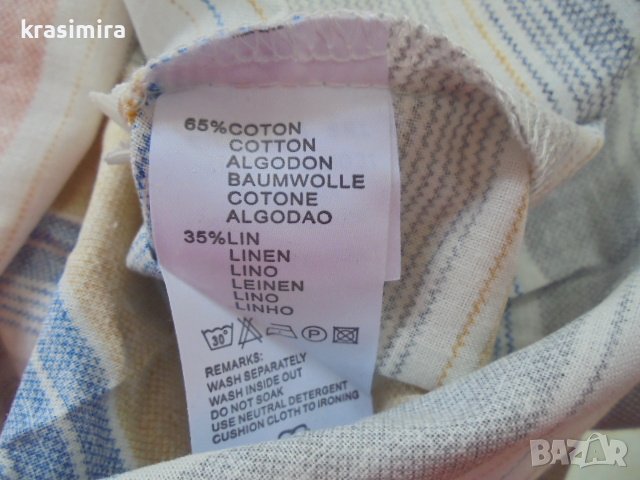 krasimira
65% COTON
COTTON
ALGODON
BAUMWOLLE
COTONE
ALGODAO
35% LIN
LINEN
LINO
LEINEN
LINO
LINHO
30°
P
REMARKS:
WASH SEPARATELY
WASH INSIDE OUT
DO NOT SOAK
USE NEUTRAL DETERGENT
CUSHION CLOTH TO IRONING
BAZAR